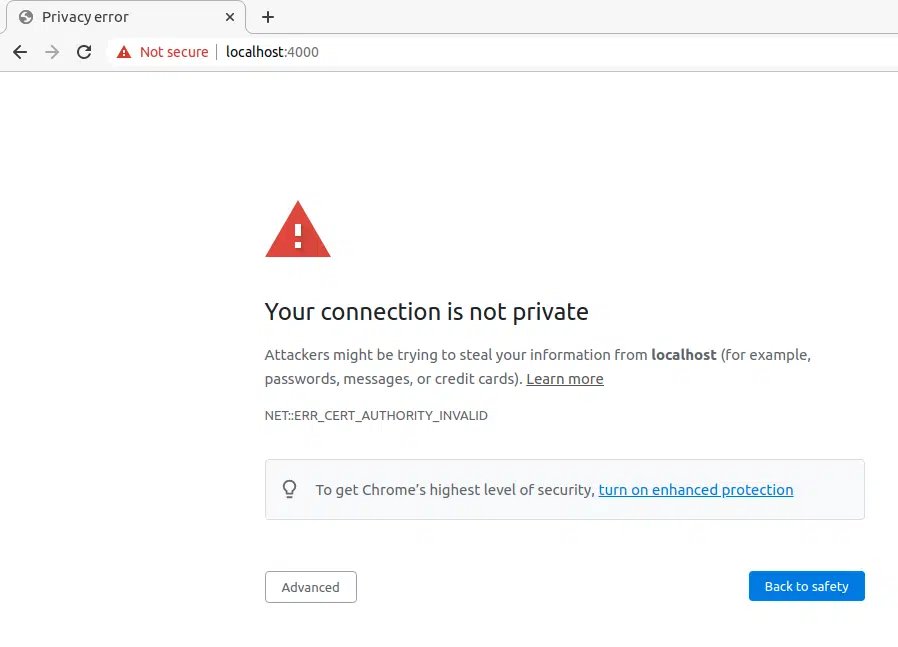 Privacy error
Not secure localhost:4000
Your connection is not private
Attackers might be trying to steal your information from localhost (for example,
passwords, messages, or credit cards). Learn more
NET::ERR_CERT_AUTHORITY_INVALID
To get Chrome’s highest level of security, turn on enhanced protection
Advanced
Back to safety